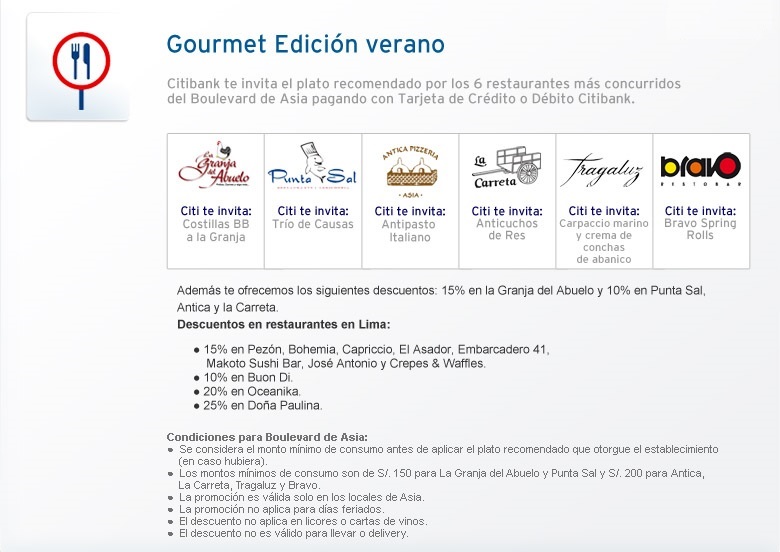 Gourmet Edición verano
Citibank te invita el plato recomendado por los 6 restaurantes más concurridos
del Boulevard de Asia pagando con Tarjeta de Crédito o Débito Citibank.
La
Granja
del Abuelo
Citi te invita:
Costillas BB
a la Granja
Punta Sal
Citi te invita:
Trío de Causas
ANTICA PIZZERIA
· ASIA ·
Citi te invita:
Antipasto
Italiano
La
Carreta
Citi te invita:
Anticuchos
de Res
Tragaluz
Citi te invita:
Carpaccio marino
y crema de
conchas
de abanico
bravo
RESTOBAR
Citi te invita:
Bravo Spring
Rolls
Además te ofrecemos los siguientes descuentos: 15% en la Granja del Abuelo y 10% en Punta Sal,
Antica y la Carreta.
Descuentos en restaurantes en Lima:
● 15% en Pezón, Bohemia, Capriccio, El Asador, Embarcadero 41,
Makoto Sushi Bar, José Antonio y Crepes & Waffles.
● 10% en Buon Di.
● 20% en Oceanika.
● 25% en Doña Paulina.
Condiciones para Boulevard de Asia:
● Se considera el monto mínimo de consumo antes de aplicar el plato recomendado que otorgue el establecimiento
(en caso hubiera).
● Los montos mínimos de consumo son de S/. 150 para La Granja del Abuelo y Punta Sal y S/. 200 para Antica,
La Carreta, Tragaluz y Bravo.
● La promoción es válida solo en los locales de Asia.
● La promoción no aplica para días feriados.
● El descuento no aplica en licores o cartas de vinos.
● El descuento no es válido para llevar o delivery.